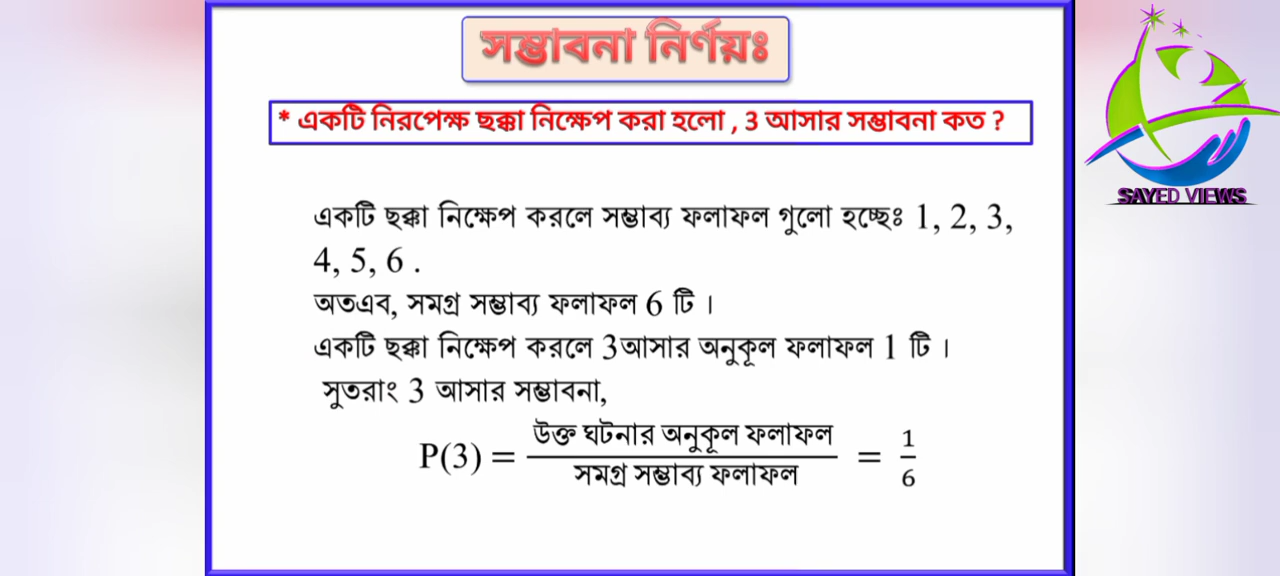 সম্ভাবনা নির্ণয়ঃ
* একটি নিরপেক্ষ ছক্কা নিক্ষেপ করা হলো , 3 আসার সম্ভাবনা কত ?
একটি ছক্কা নিক্ষেপ করলে সম্ভাব্য ফলাফল গুলো হচ্ছেঃ 1, 2, 3,
4, 5, 6 .
অতএব, সমগ্র সম্ভাব্য ফলাফল 6 টি ।
একটি ছক্কা নিক্ষেপ করলে 3আসার অনুকূল ফলাফল 1 টি ।
সুতরাং 3 আসার সম্ভাবনা,
P(3) = উক্ত ঘটনার অনুকূল ফলাফল / সমগ্র সম্ভাব্য ফলাফল = 1/6
SAYED VIEWS